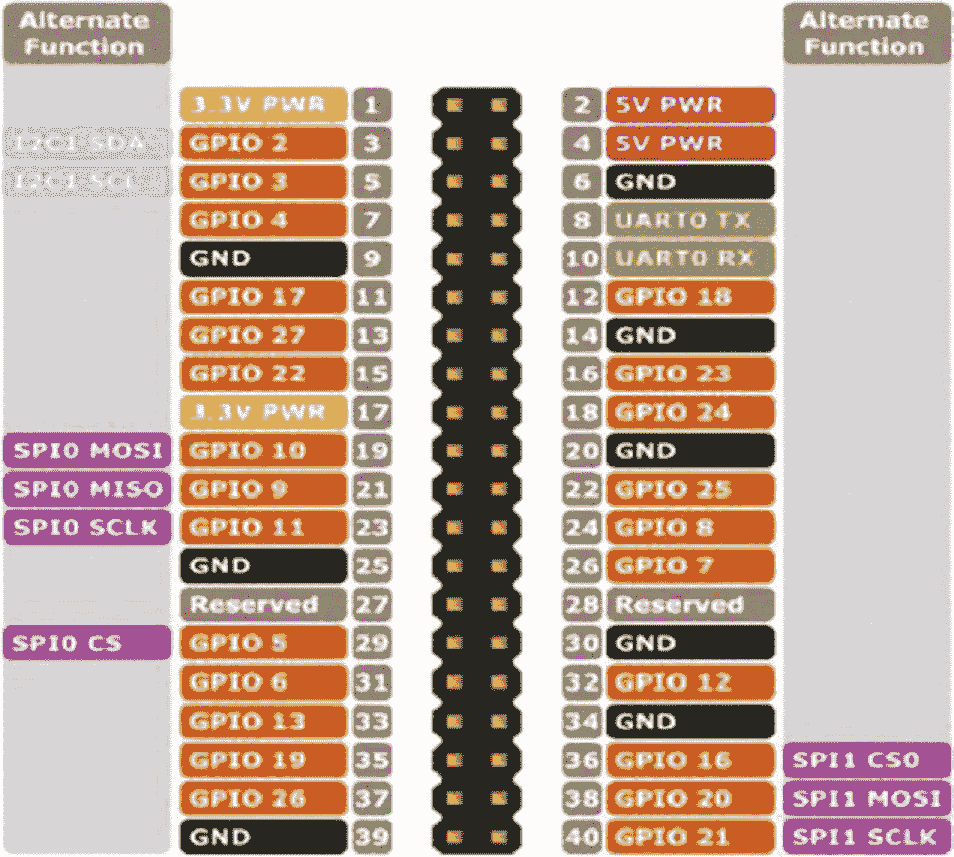 Alternate Function Alternate Function
3.3V PWR 1 2 5V PWR
I2C1 SDA GPIO 2 3 4 5V PWR
I2C1 SCL GPIO 3 5 6 GND
GPIO 4 7 8 UART0 TX
GND 9 10 UART0 RX
GPIO 17 11 12 GPIO 18
GPIO 27 13 14 GND
GPIO 22 15 16 GPIO 23
3.3V PWR 17 18 GPIO 24
SPI0 MOSI GPIO 10 19 20 GND
SPI0 MISO GPIO 9 21 22 GPIO 25
SPI0 SCLK GPIO 11 23 24 GPIO 8
GND 25 26 GPIO 7
Reserved 27 28 Reserved
SPI0 CS GPIO 5 29 30 GND
GPIO 6 31 32 GPIO 12
GPIO 13 33 34 GND
GPIO 19 35 36 GPIO 16 SPI1 CS0
GPIO 26 37 38 GPIO 20 SPI1 MOSI
GND 39 40 GPIO 21 SPI1 SCLK